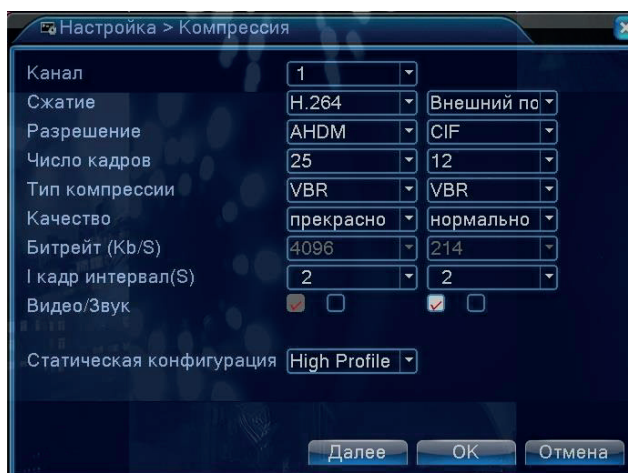 Настройка > Компрессия
Канал 1
Сжатие H.264 Внешний по
Разрешение AHDM CIF
Число кадров 25 12
Тип компрессии VBR VBR
Качество прекрасно нормально
Битрейт (Kb/S) 4096 214
I кадр интервал(S) 2 2
Видео/Звук
Статическая конфигурация High Profile
Далее OK Отмена